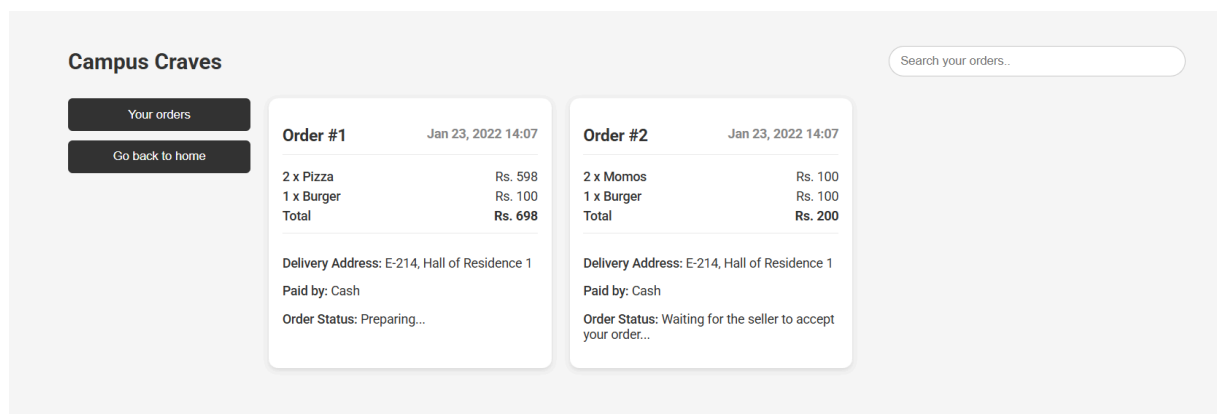 Campus Craves
Search your orders..
Your orders
Go back to home
Order #1 Jan 23, 2022 14:07
2 x Pizza Rs. 598
1 x Burger Rs. 100
Total Rs. 698
Delivery Address: E-214, Hall of Residence 1
Paid by: Cash
Order Status: Preparing...
Order #2 Jan 23, 2022 14:07
2 x Momos Rs. 100
1 x Burger Rs. 100
Total Rs. 200
Delivery Address: E-214, Hall of Residence 1
Paid by: Cash
Order Status: Waiting for the seller to accept
your order...